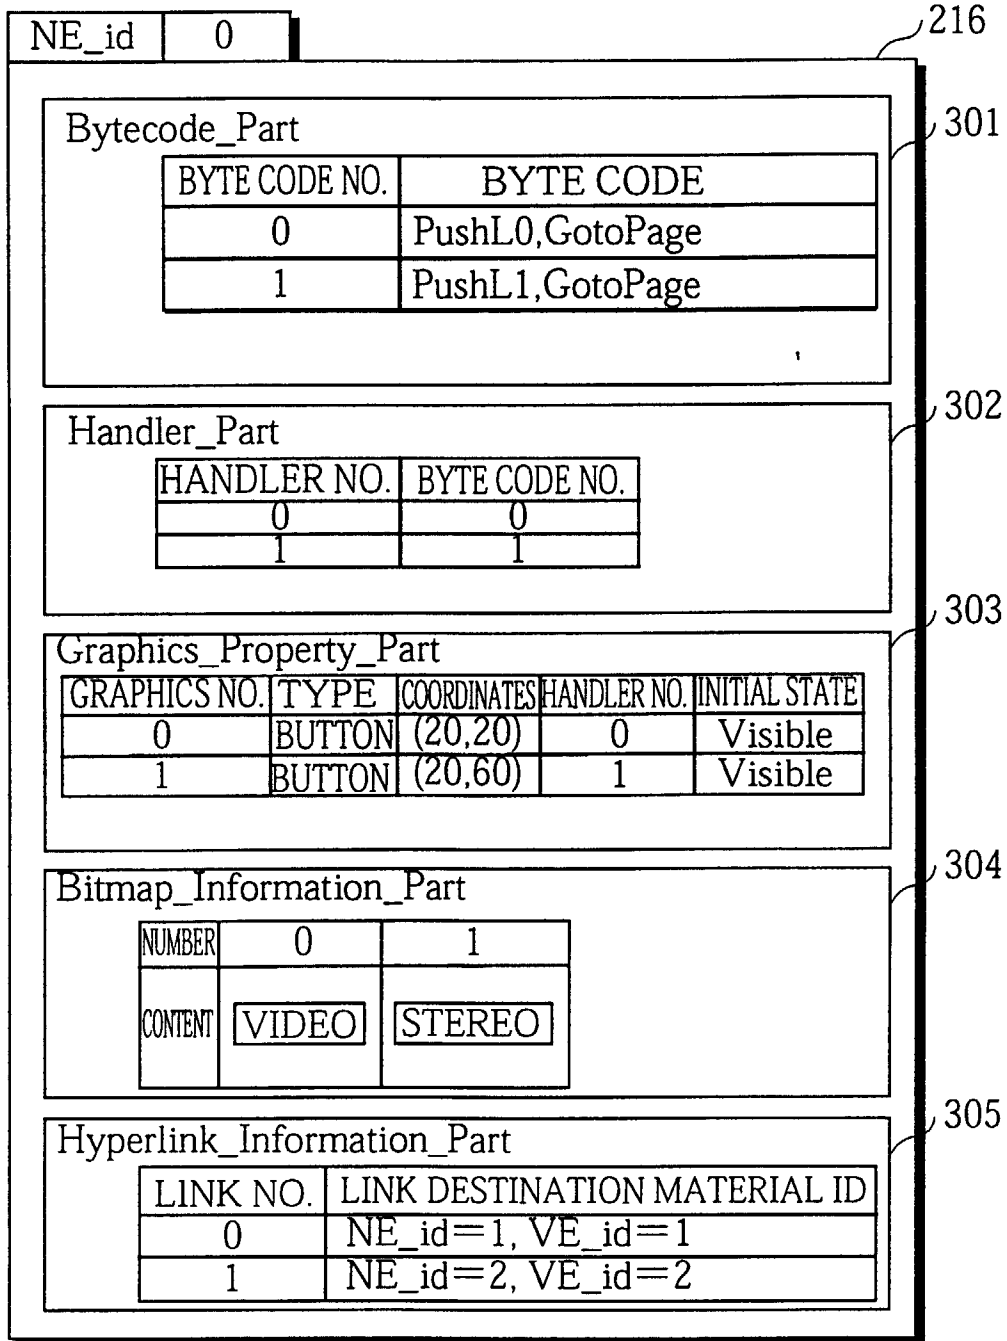 NE_id 0
216
Bytecode_Part
301
BYTE CODE NO. BYTE CODE
0 PushL0,GotoPage
1 PushL1,GotoPage
Handler_Part
302
HANDLER NO. BYTE CODE NO.
0 0
1 1
Graphics_Property_Part
303
GRAPHICS NO. TYPE COORDINATES HANDLER NO. INITIAL STATE
0 BUTTON (20,20) 0 Visible
1 BUTTON (20,60) 1 Visible
Bitmap_Information_Part
304
NUMBER 0 1
CONTENT VIDEO STEREO
Hyperlink_Information_Part
305
LINK NO. LINK DESTINATION MATERIAL ID
0 NE_id=1, VE_id=1
1 NE_id=2, VE_id=2